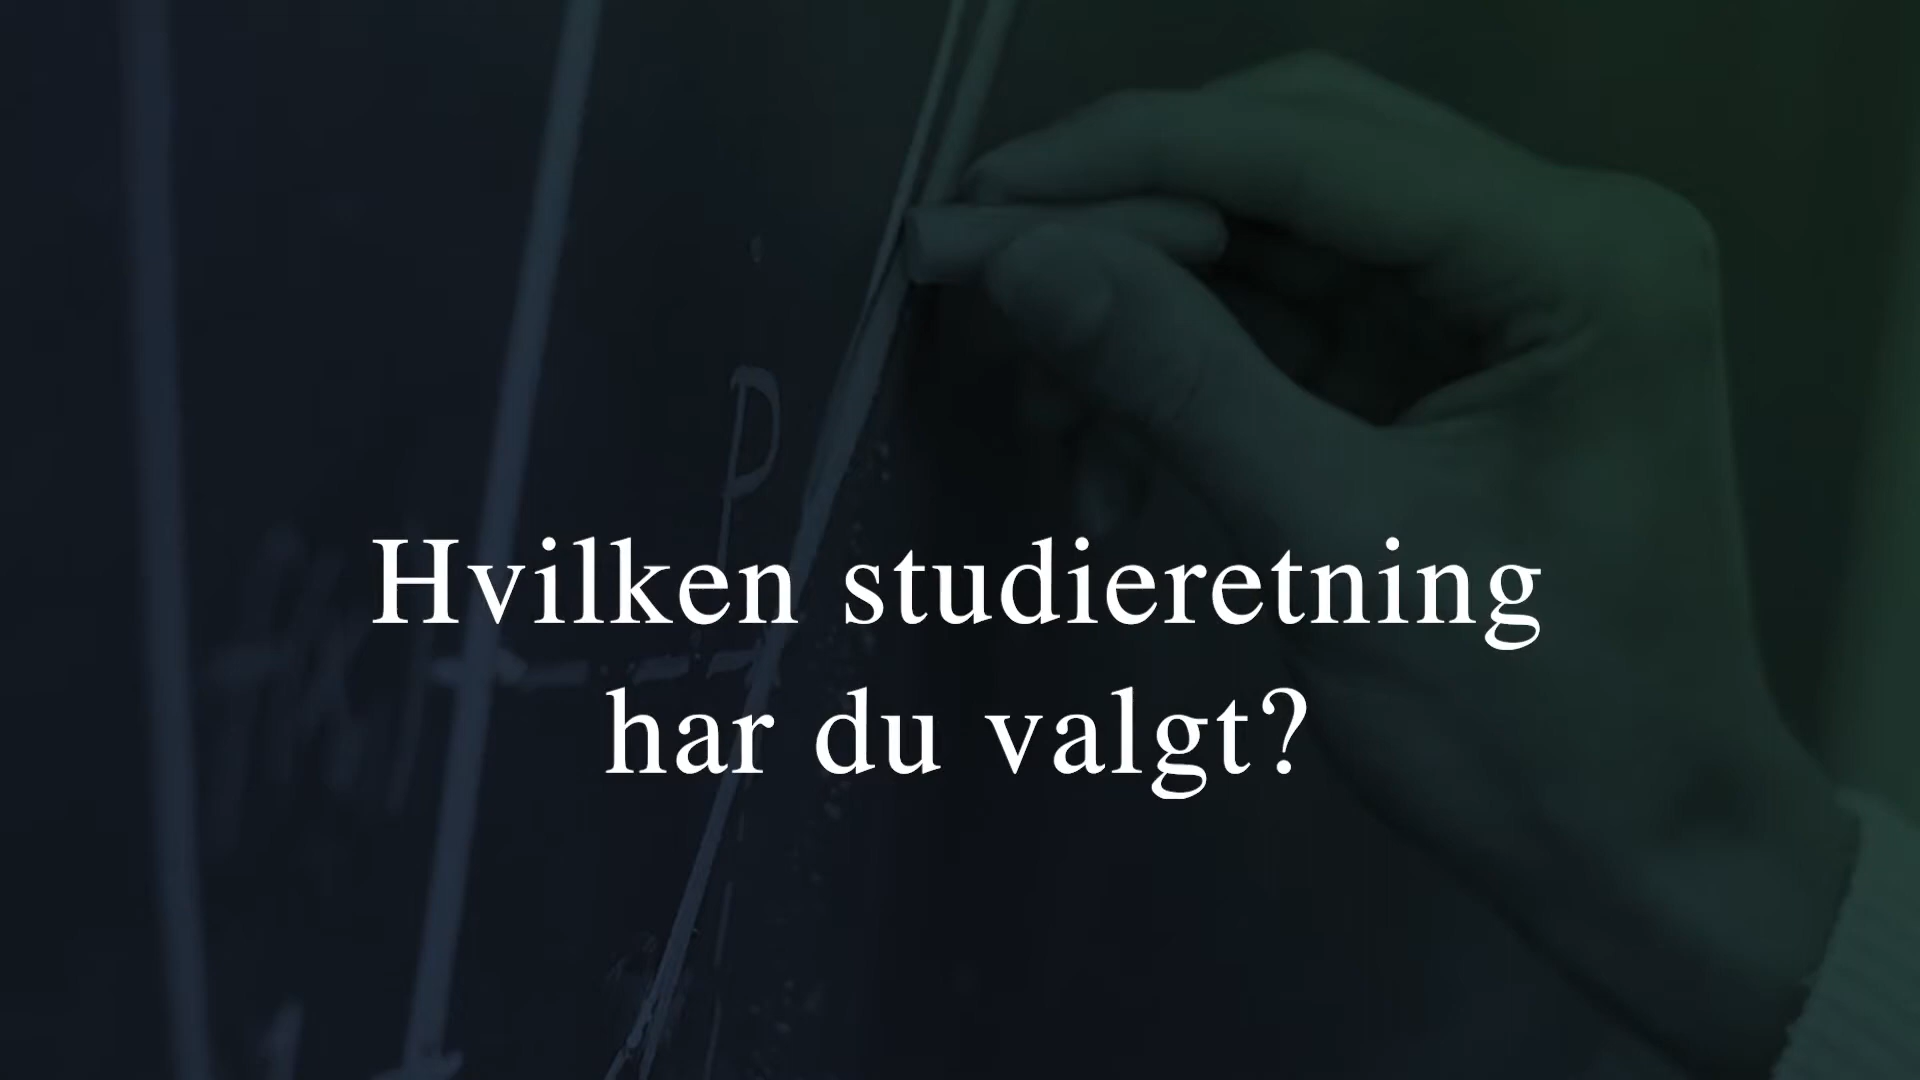 P
Hvilken studieretning
har du valgt?